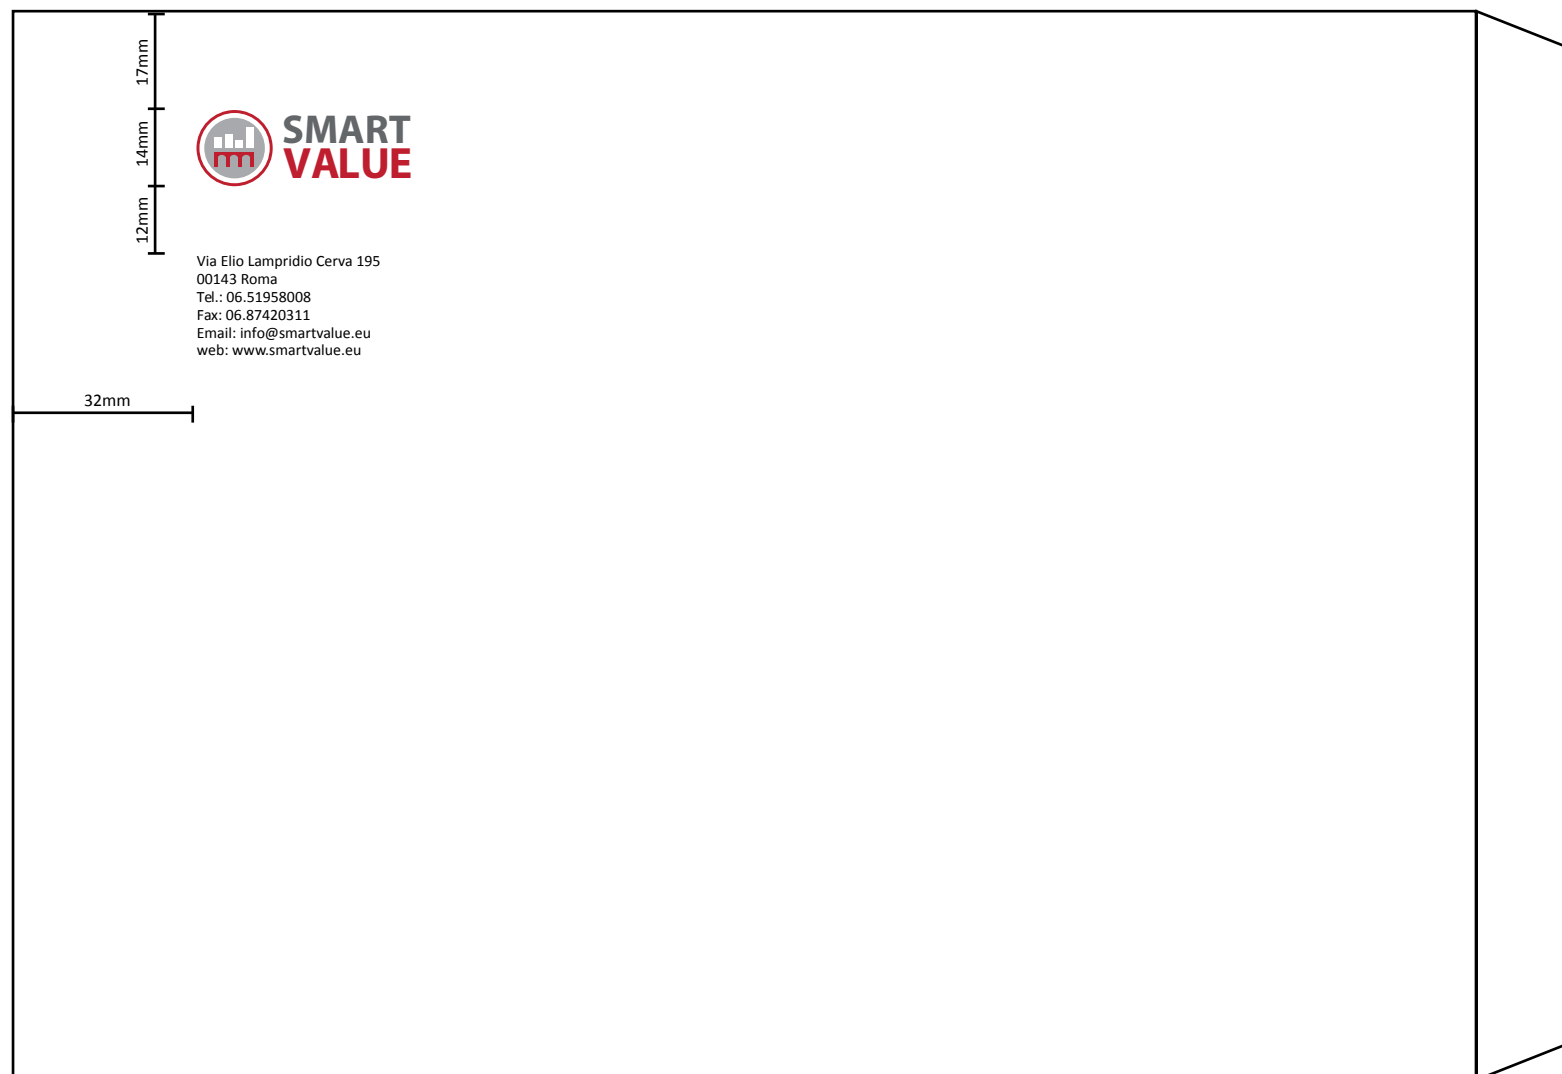 17mm
14mm
12mm
SMART
VALUE
Via Elio Lampridio Cerva 195
00143 Roma
Tel.: 06.51958008
Fax: 06.87420311
Email: info@smartvalue.eu
web: www.smartvalue.eu
32mm